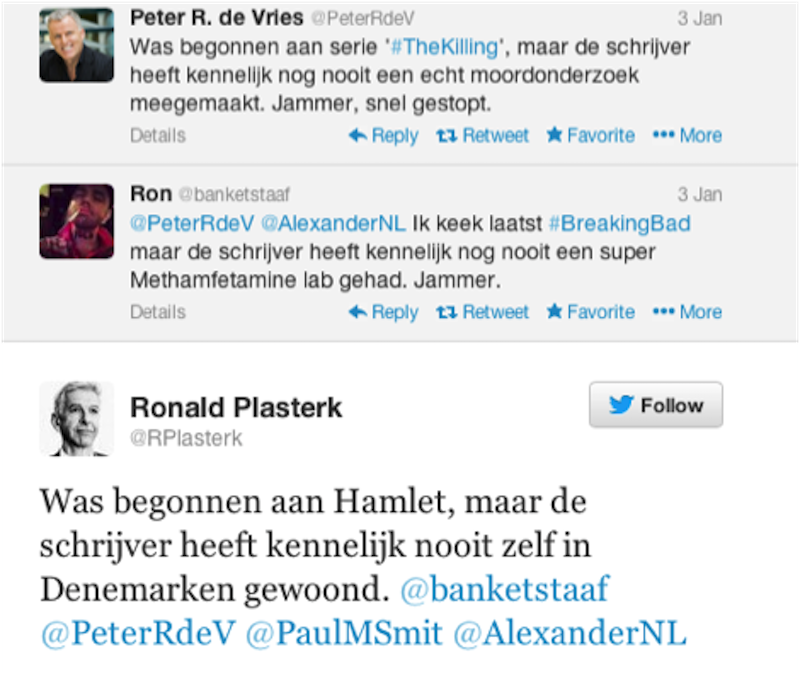 Peter R. de Vries @PeterRdeV 3 Jan
Was begonnen aan serie '#TheKilling', maar de schrijver
heeft kennelijk nog nooit een echt moordonderzoek
meegemaakt. Jammer, snel gestopt.
Details Reply Retweet Favorite More
Ron @banketstaaf 3 Jan
@PeterRdeV @AlexanderNL Ik keek laatst #BreakingBad
maar de schrijver heeft kennelijk nog nooit een super
Methamfetamine lab gehad. Jammer.
Details Reply Retweet Favorite More
Ronald Plasterk
Follow
@RPlasterk
Was begonnen aan Hamlet, maar de
schrijver heeft kennelijk nooit zelf in
Denemarken gewoond. @banketstaaf
@PeterRdeV @PaulMSmit @AlexanderNL